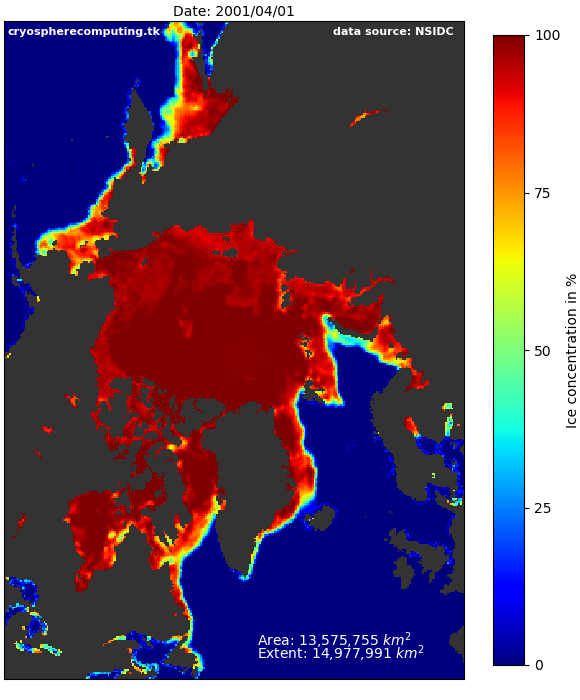 Date: 2001/04/01
cryospherecomputing.tk
data source: NSIDC
100
75
50
25
0
Ice concentration in %
Area: 13,575,755 km²
Extent: 14,977,991 km²